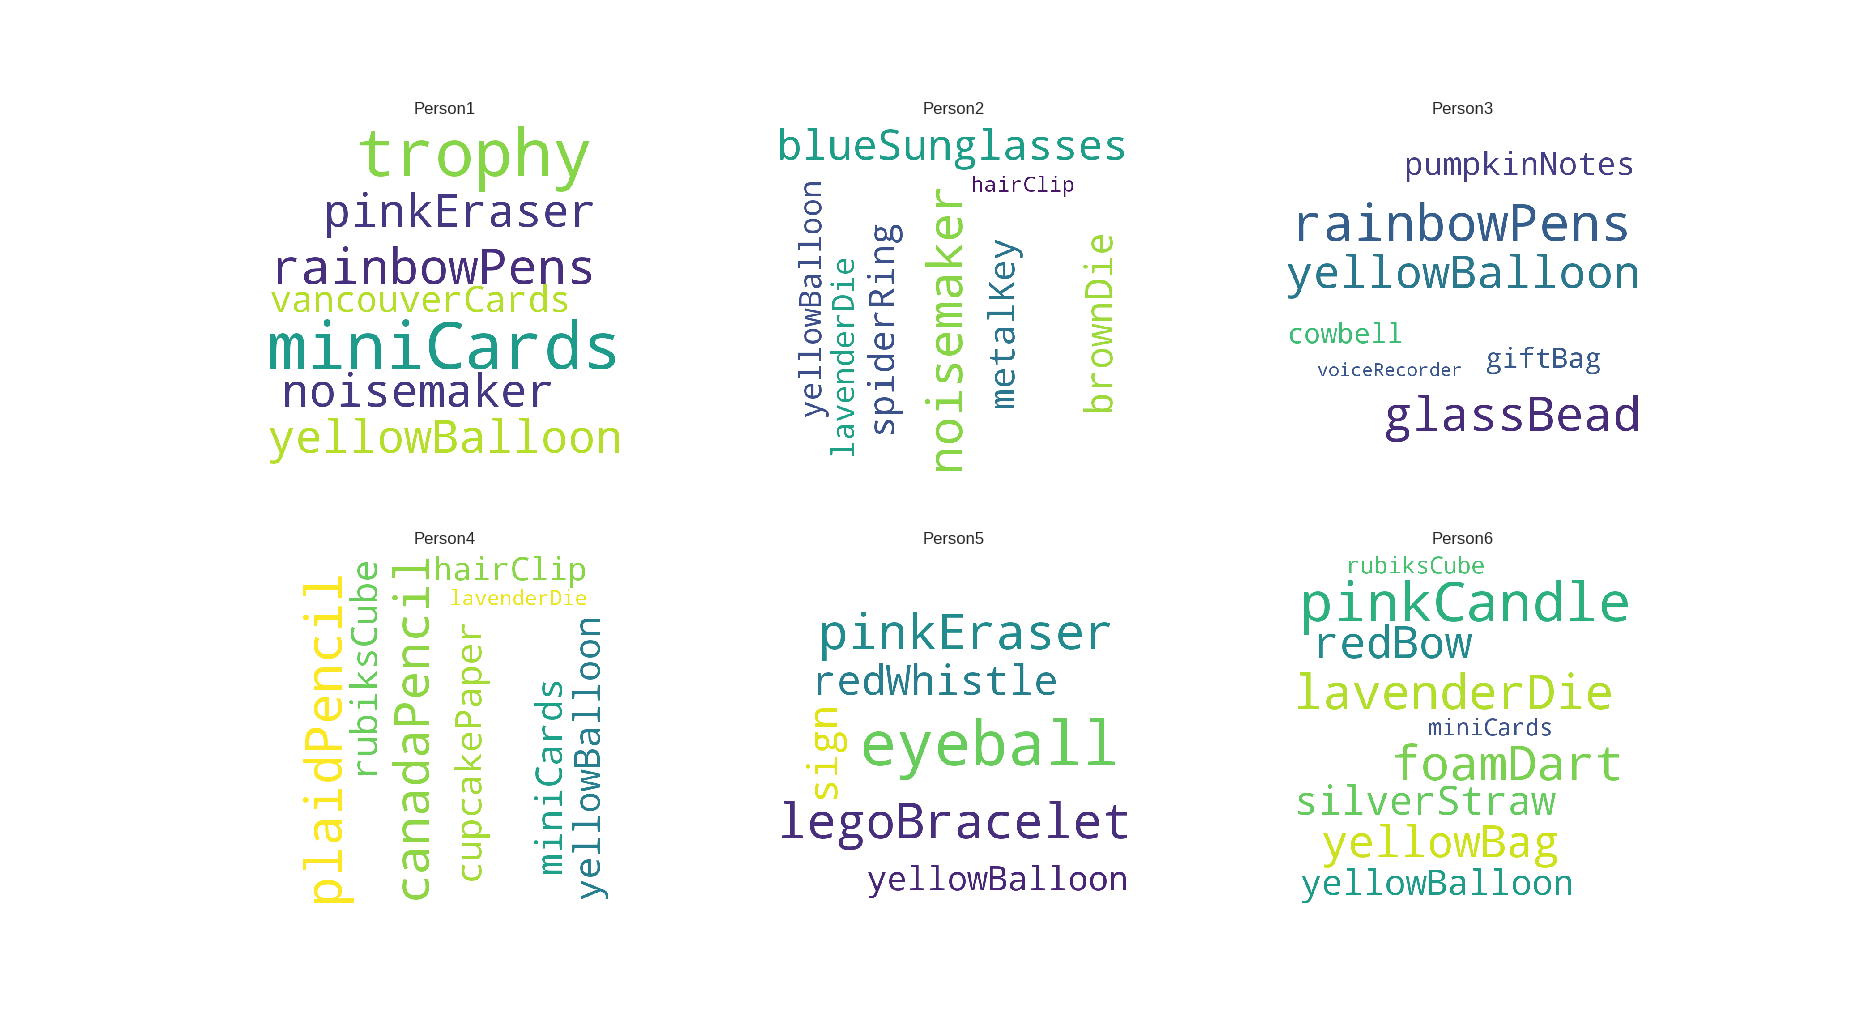 Person1
trophy
pinkEraser
rainbowPens
vancouverCards
miniCards
noisemaker
yellowBalloon
Person2
blueSunglasses
hairClip
yellowBalloon
lavenderDie
spiderRing
noisemaker
metalKey
brownDie
Person3
pumpkinNotes
rainbowPens
yellowBalloon
cowbell
voiceRecorder
giftBag
glassBead
Person4
plaidPencil
rubiksCube
canadaPencil
hairClip
lavenderDie
cupcakePaper
miniCards
yellowBalloon
Person5
pinkEraser
redWhistle
sign
eyeball
legoBracelet
yellowBalloon
Person6
rubiksCube
pinkCandle
redBow
lavenderDie
miniCards
foamDart
silverStraw
yellowBag
yellowBalloon